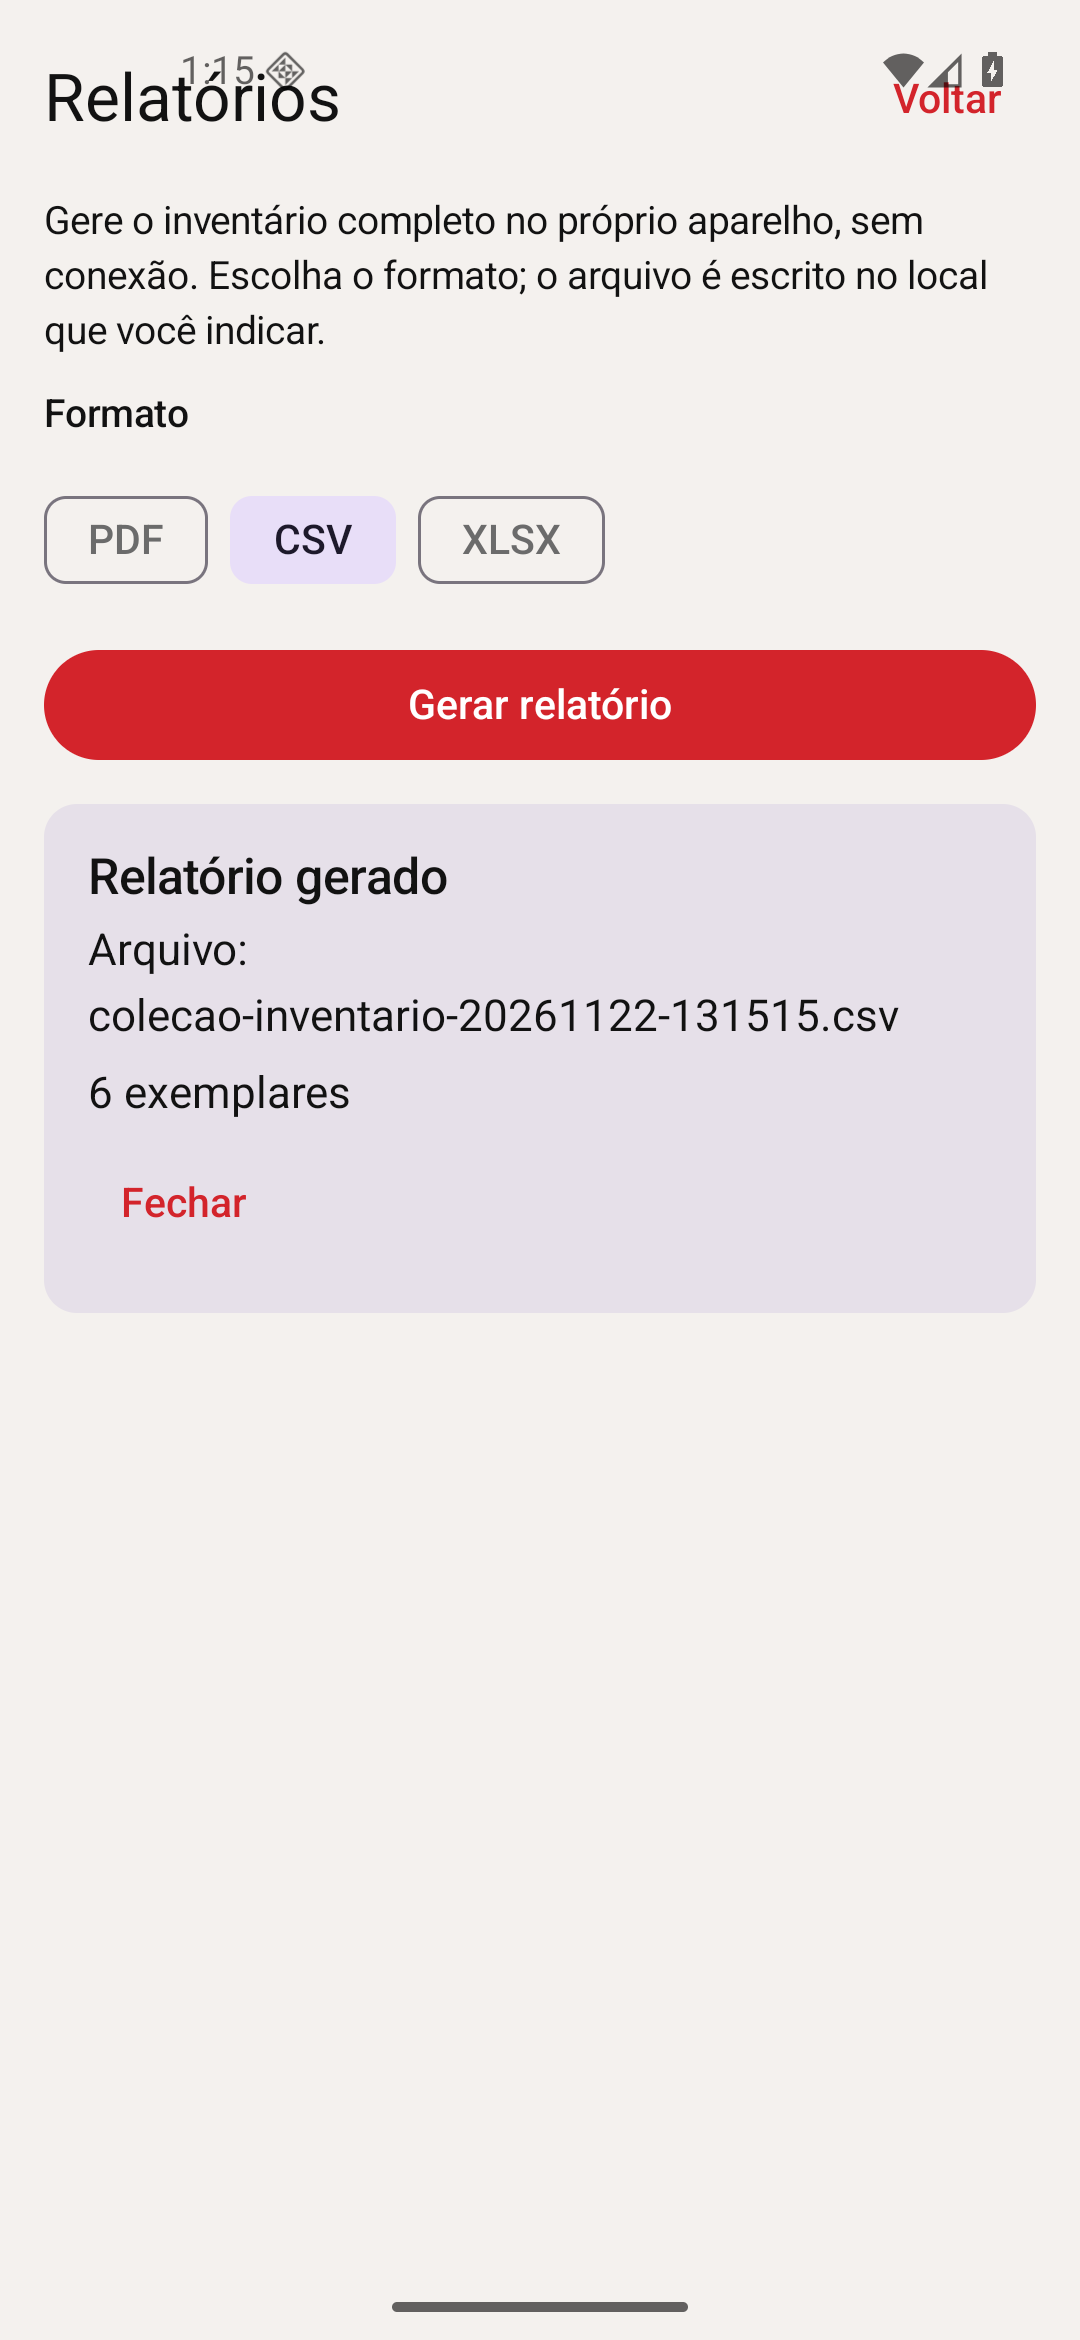 1:15
Relatórios
Voltar
Gere o inventário completo no próprio aparelho, sem
conexão. Escolha o formato; o arquivo é escrito no local
que você indicar.
Formato
PDF CSV XLSX
Gerar relatório
Relatório gerado
Arquivo:
colecao-inventario-20261122-131515.csv
6 exemplares
Fechar